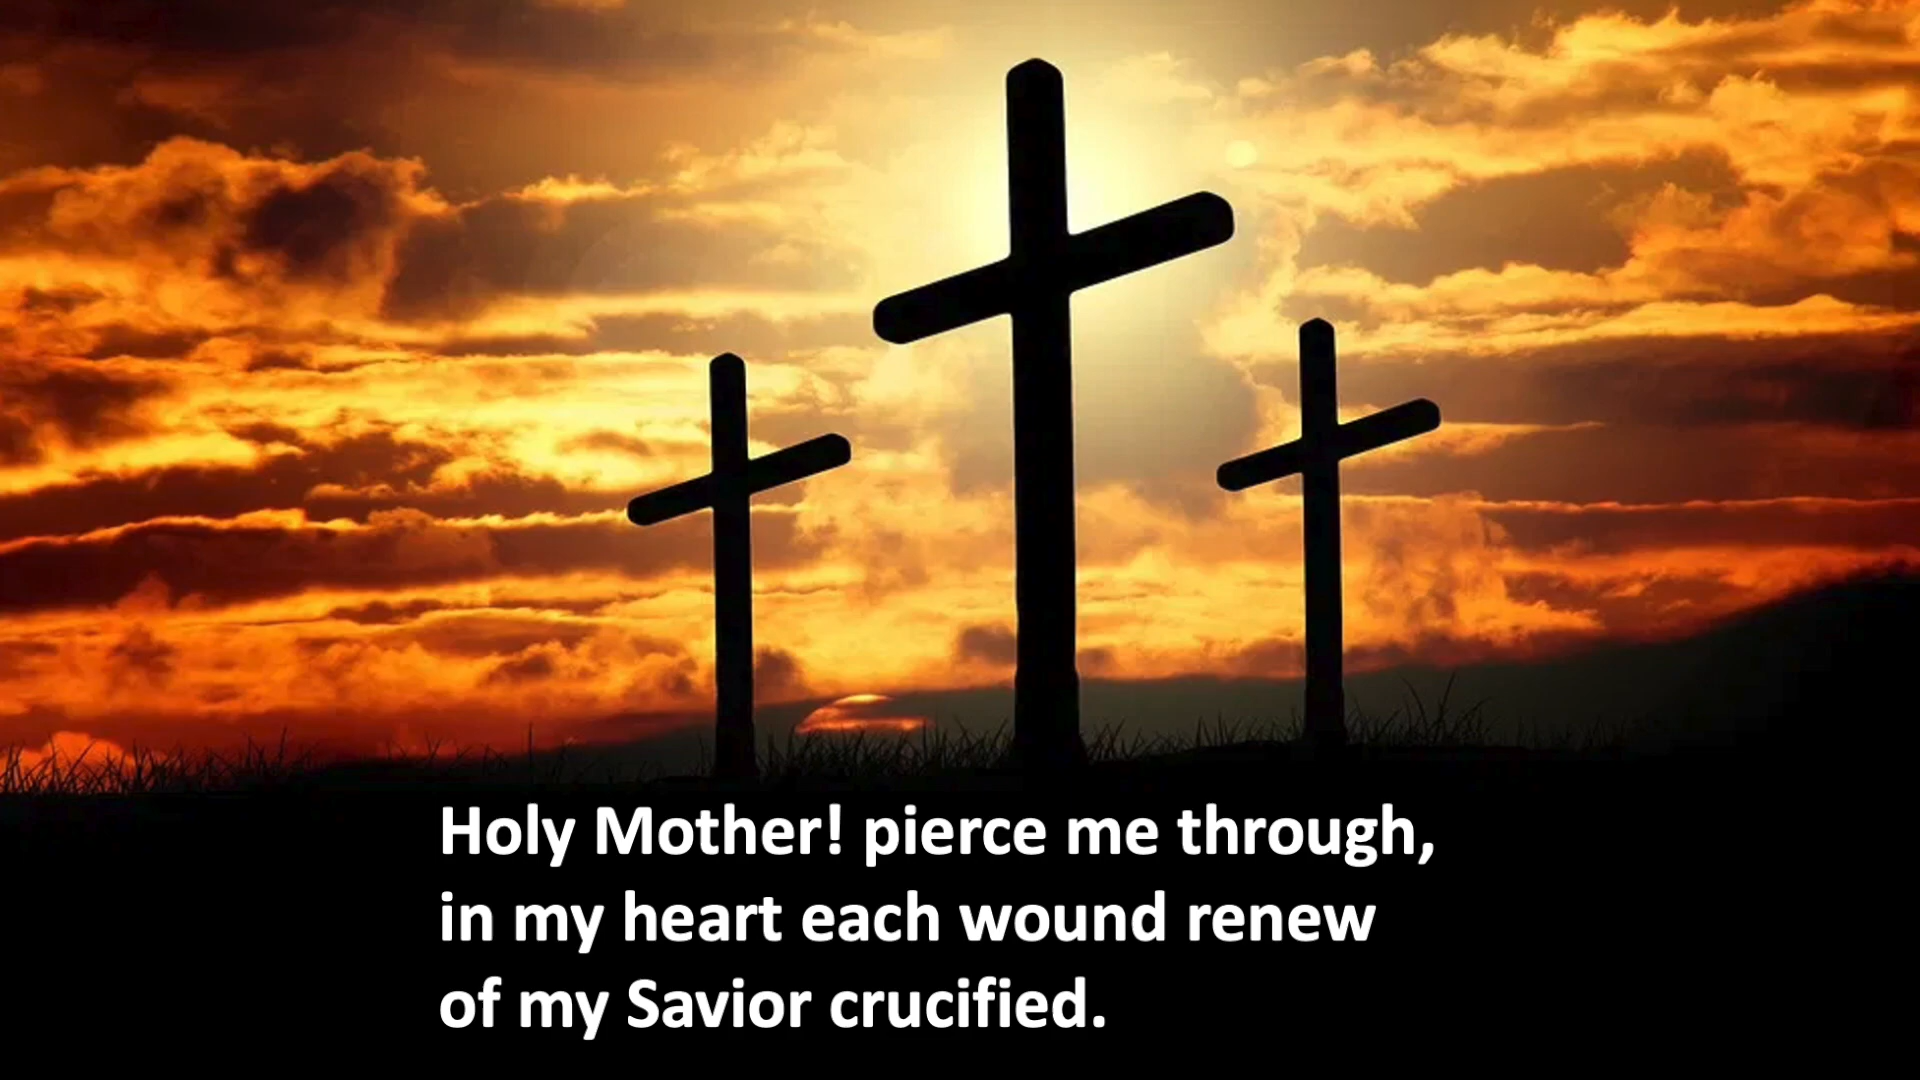 Holy Mother! pierce me through,
in my heart each wound renew
of my Savior crucified.